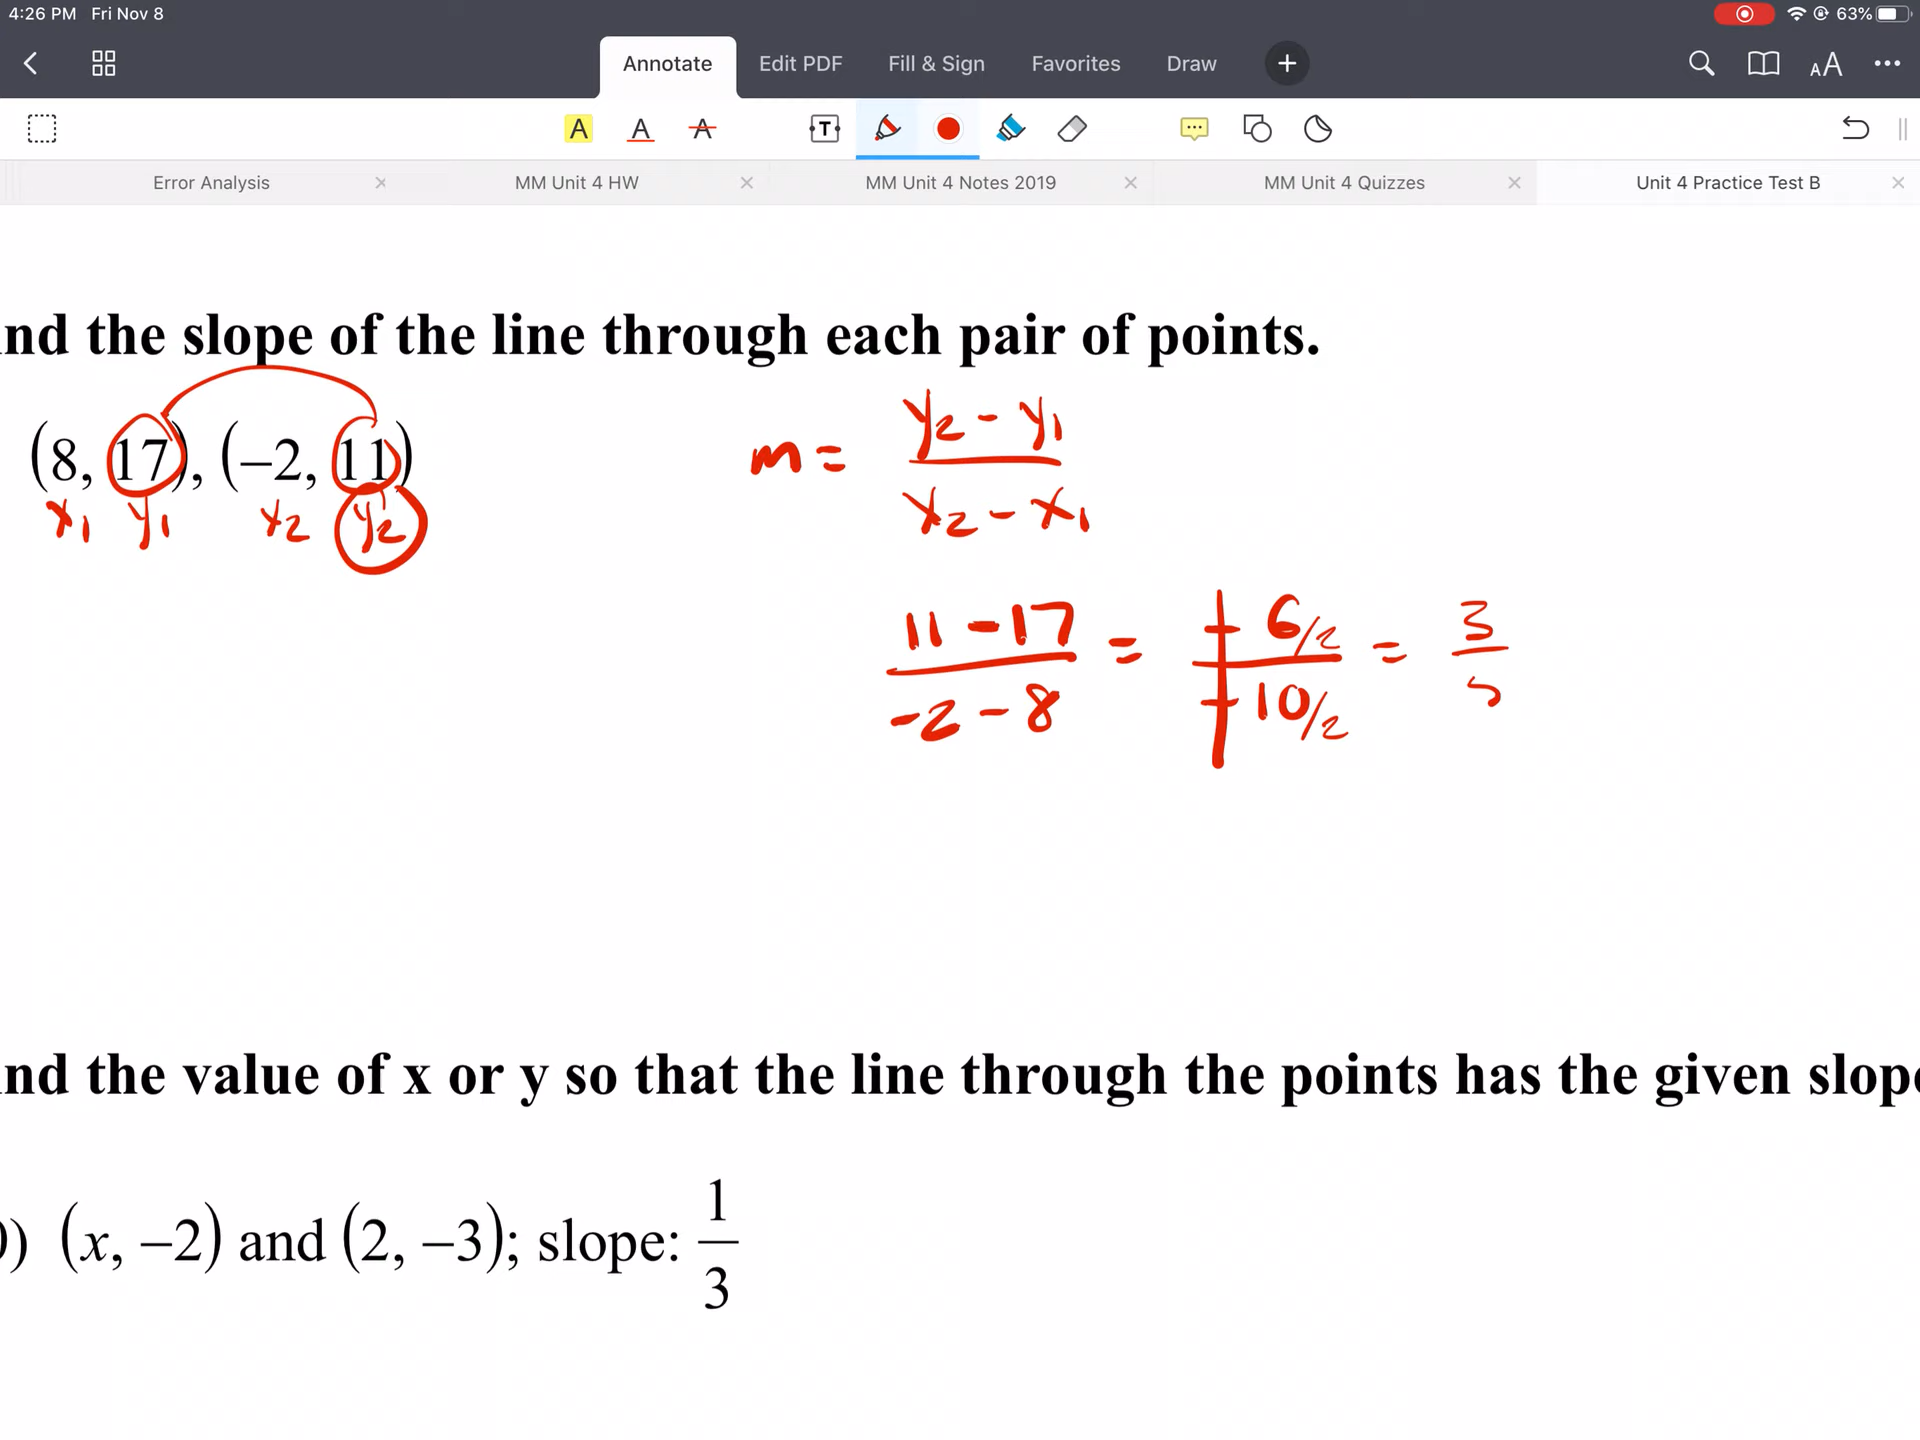 4:26 PM Fri Nov 8 63%
Annotate Edit PDF Fill & Sign Favorites Draw
A A A T AA
Error Analysis MM Unit 4 HW MM Unit 4 Notes 2019 MM Unit 4 Quizzes Unit 4 Practice Test B
nd the slope of the line through each pair of points.
(8, 17), (–2, 11)
x₁ y₁ x₂ y₂
m = (y₂ - y₁)/(x₂ - x₁)
(11 - 17)/(-2 - 8) = (-6/2)/(-10/2) = 3/5
nd the value of x or y so that the line through the points has the given slope
) (x, –2) and (2, –3); slope: 1/3